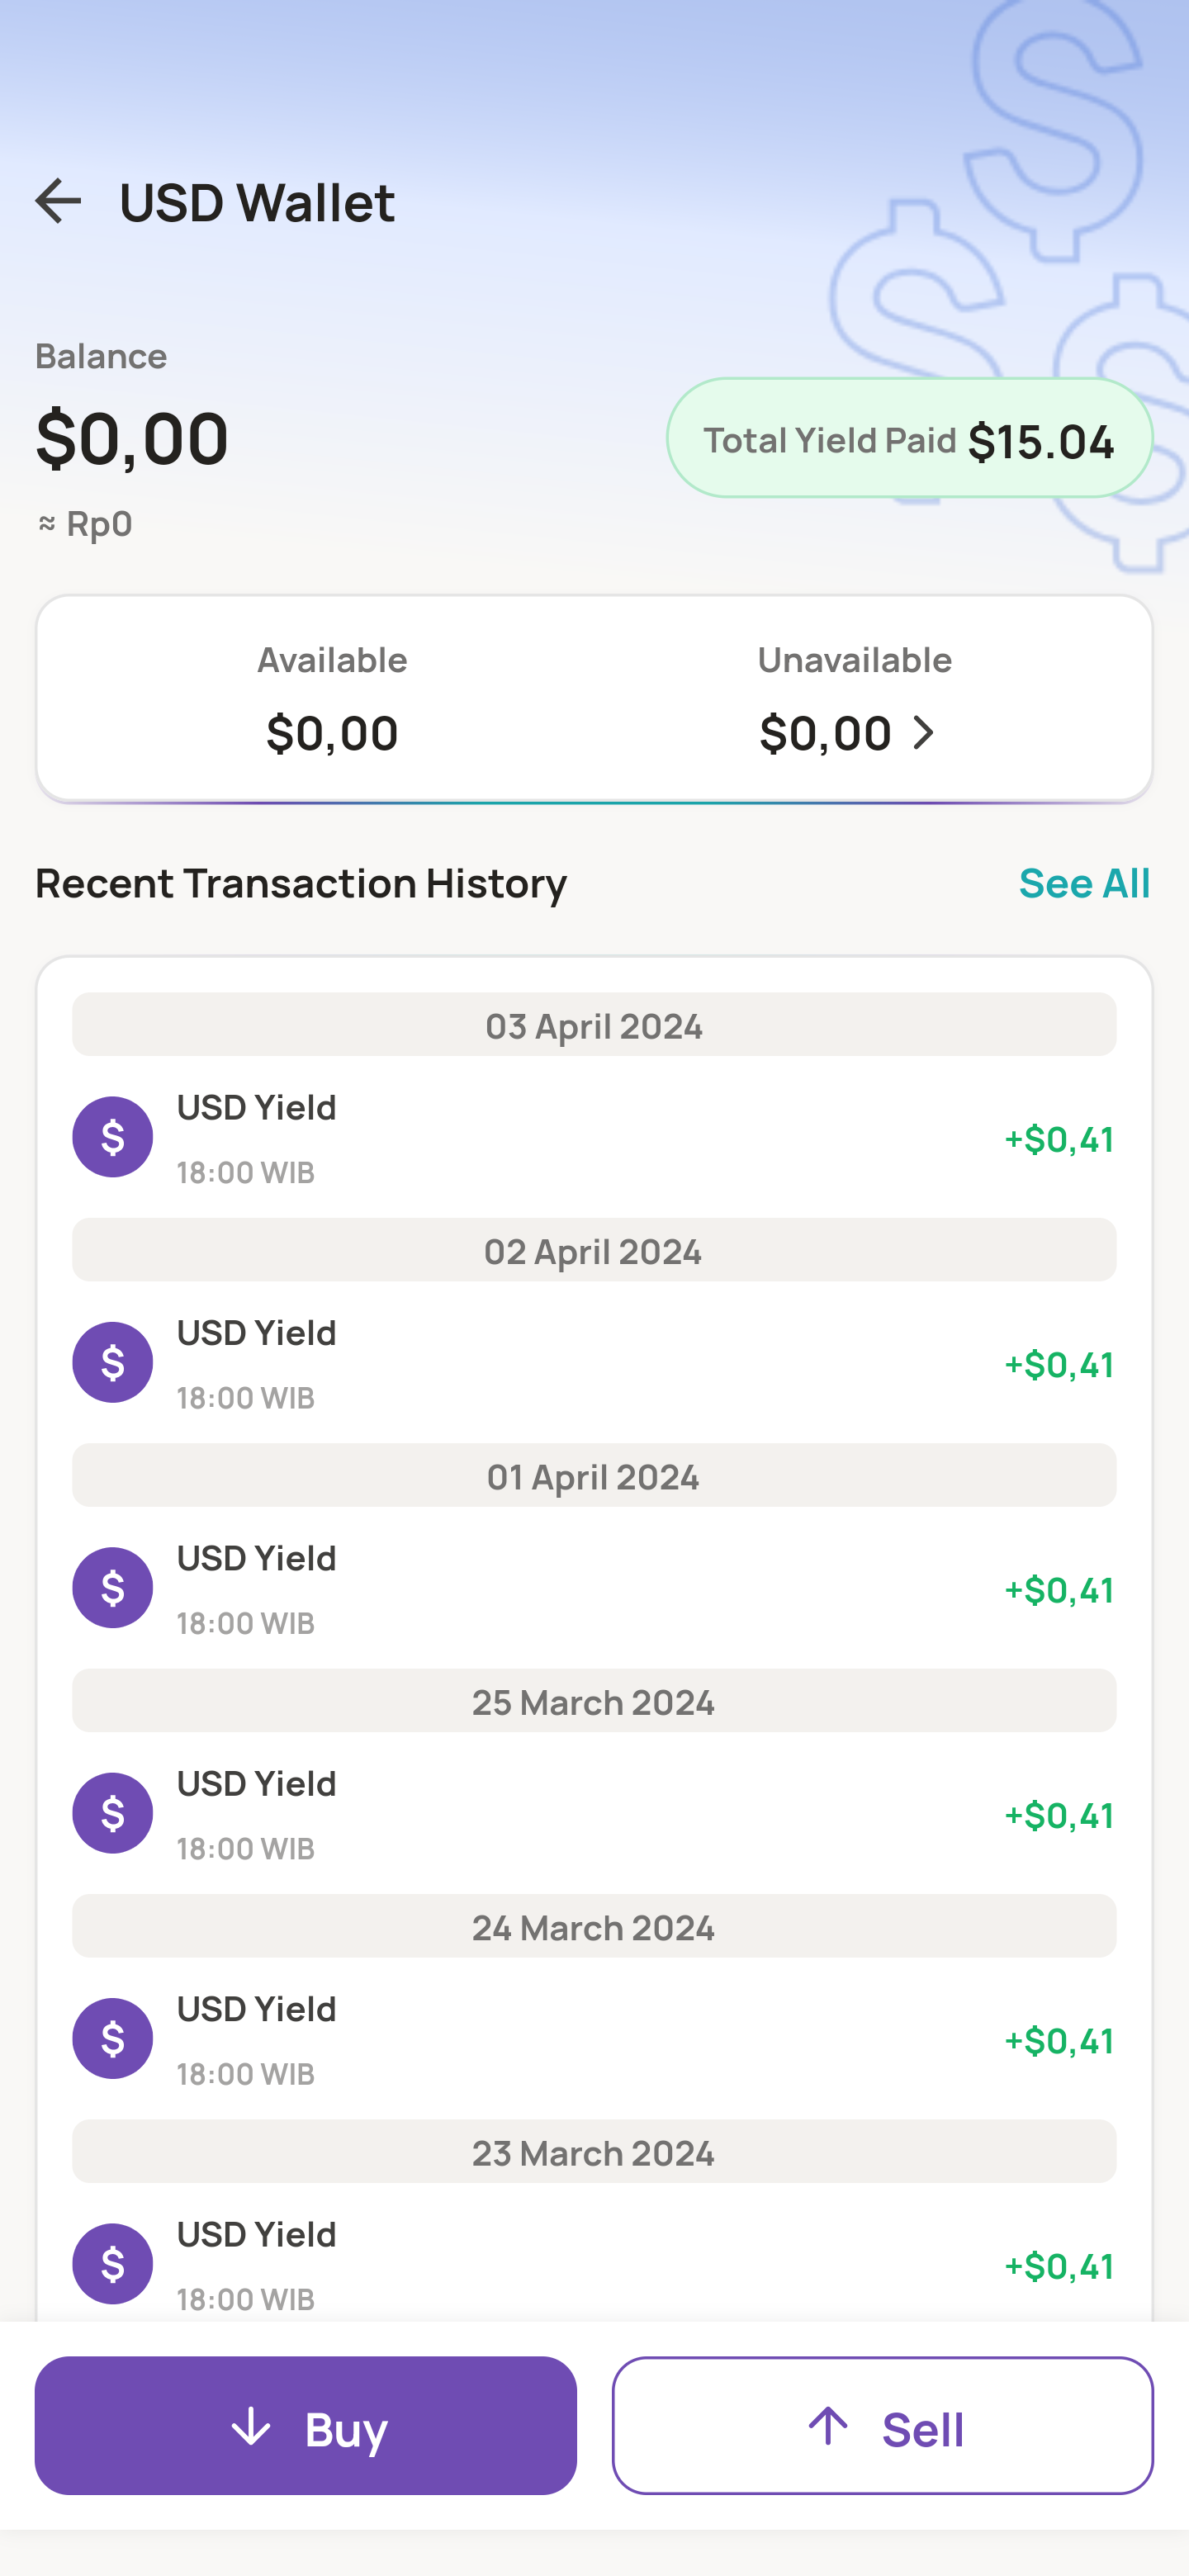 USD Wallet
Balance
$0,00
Total Yield Paid $15.04
≈ Rp0
Available
Unavailable
$0,00
$0,00
Recent Transaction History
See All
03 April 2024
USD Yield
+$0,41
18:00 WIB
02 April 2024
USD Yield
+$0,41
18:00 WIB
01 April 2024
USD Yield
+$0,41
18:00 WIB
25 March 2024
USD Yield
+$0,41
18:00 WIB
24 March 2024
USD Yield
+$0,41
18:00 WIB
23 March 2024
USD Yield
+$0,41
18:00 WIB
Buy
Sell